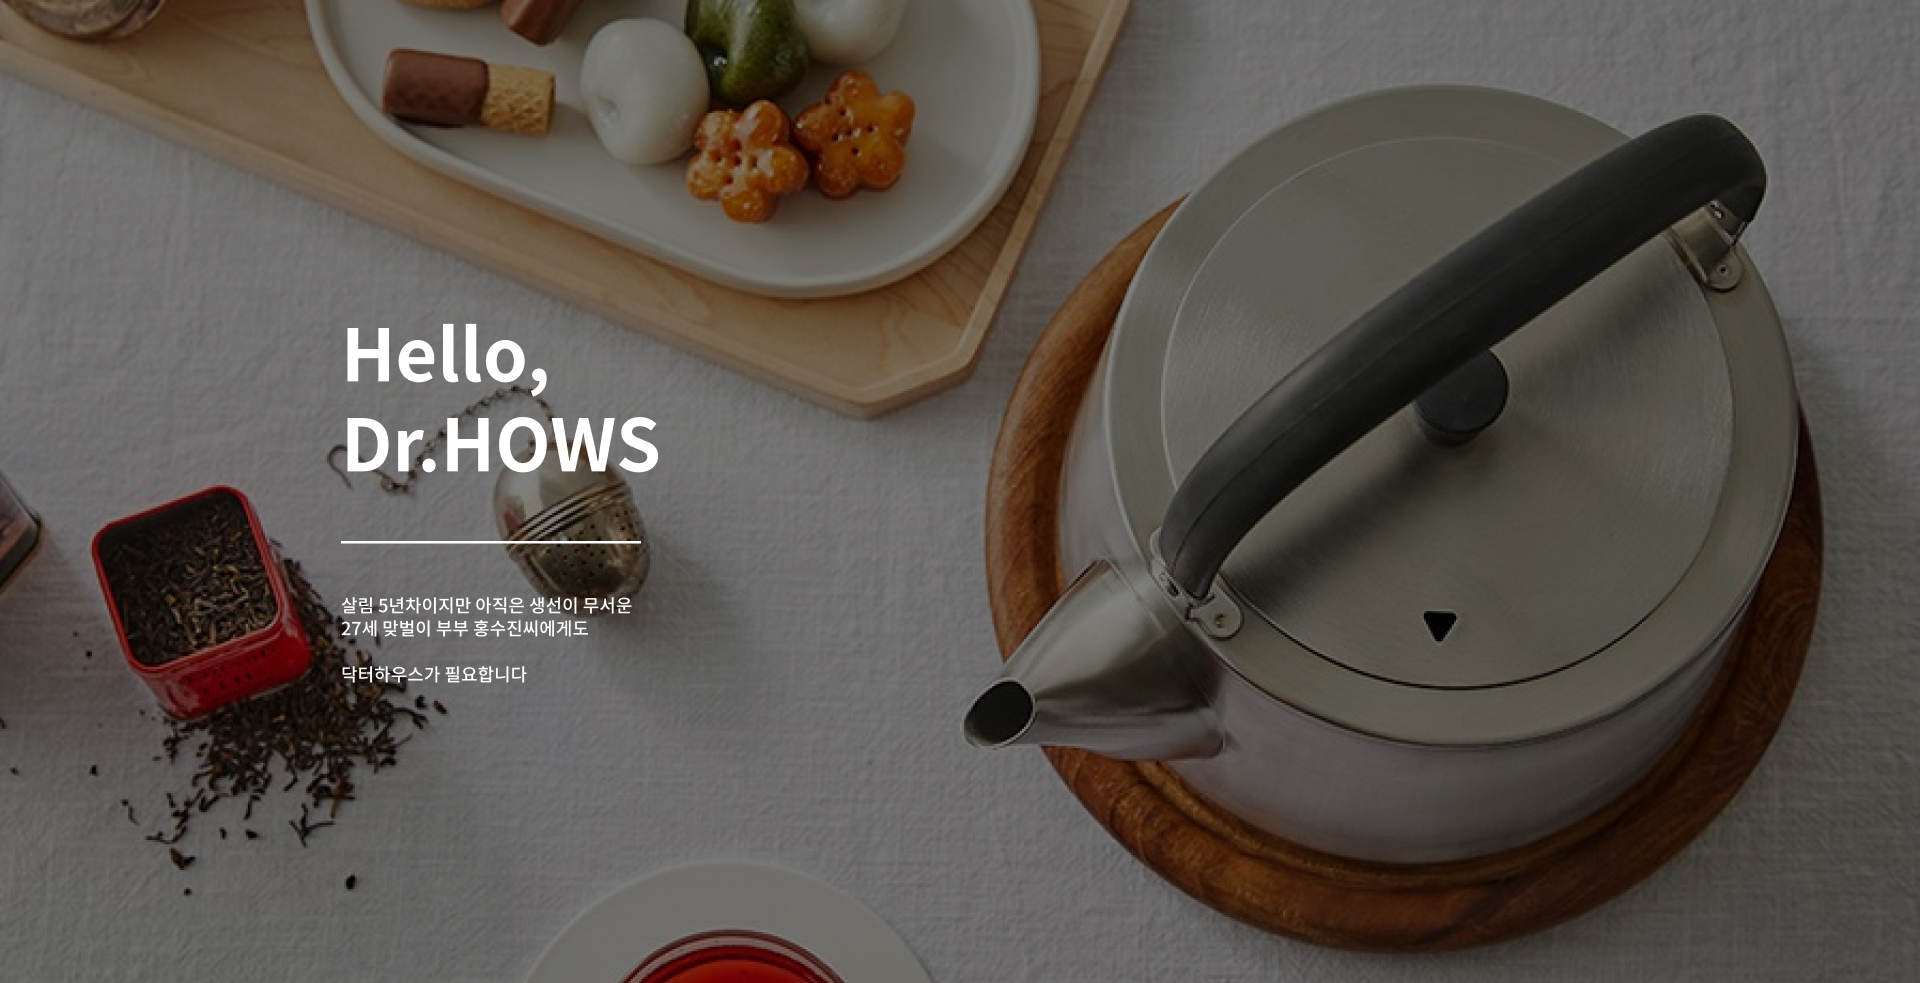 Hello,
Dr.HOWS
살림 5년차이지만 아직은 생선이 무서운
27세 맞벌이 부부 홍수진씨에게도
닥터하우스가 필요합니다